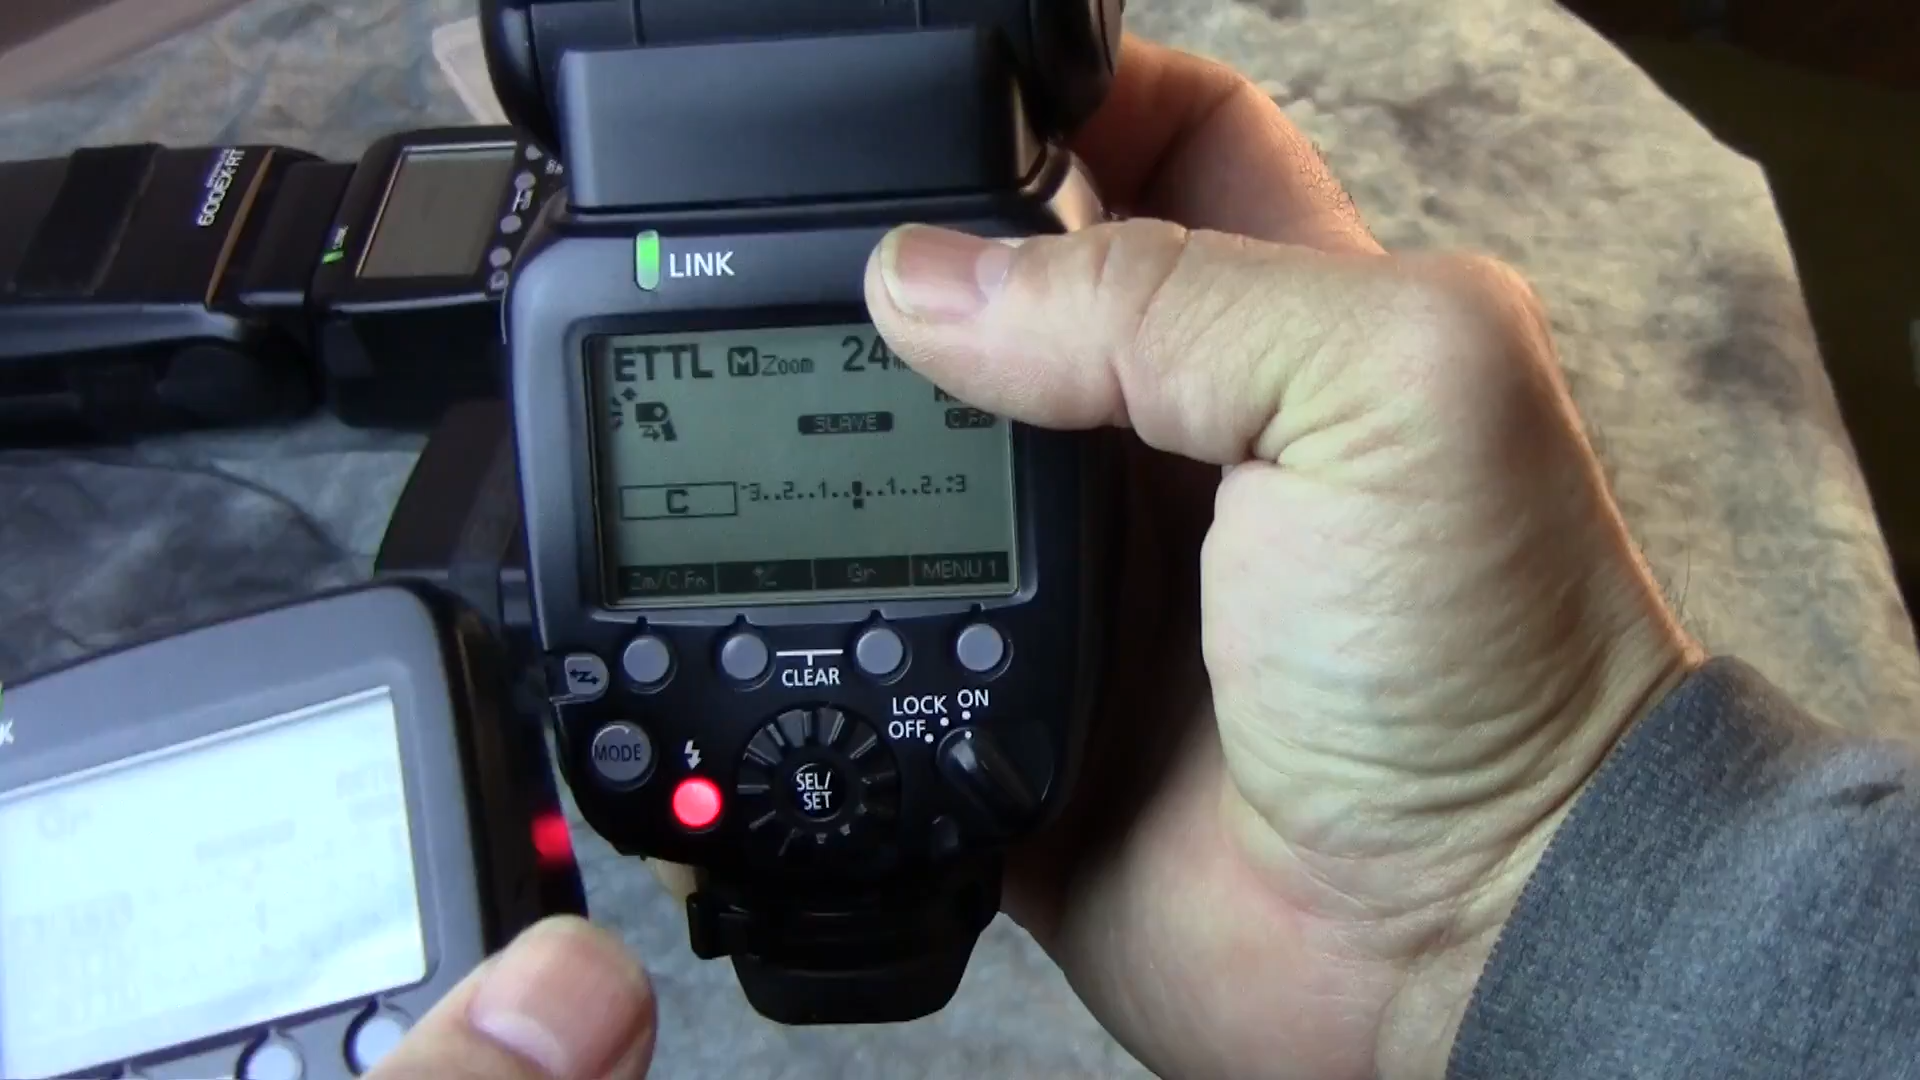 600EX-RT
LINK
ETTL M Zoom 24
SLAVE C.Fn
C -3..2..1..▮..1..2..+3
Zm/C.Fn +/- Gr MENU 1
CLEAR
LOCK ON
OFF
MODE
SEL/
SET
K
Gr